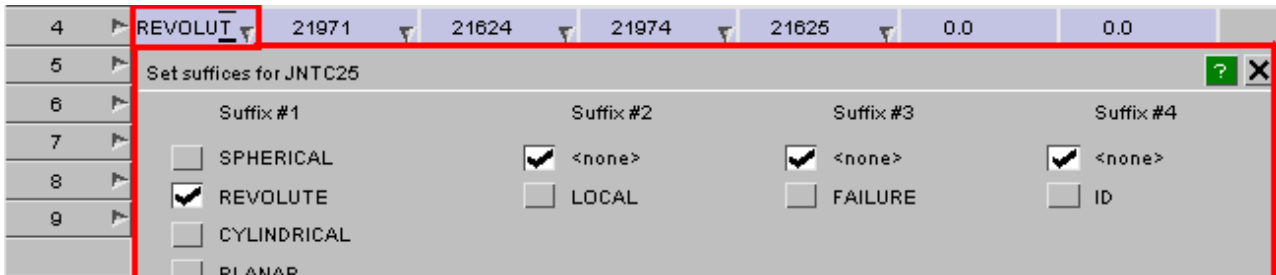 4 REVOLUT 21971 21624 21974 21625 0.0 0.0
5 Set suffices for JNTC25 ? X
6 Suffix #1 Suffix #2 Suffix #3 Suffix #4
7 SPHERICAL <none> <none> <none>
8 REVOLUTE LOCAL FAILURE ID
9 CYLINDRICAL
PLANAR